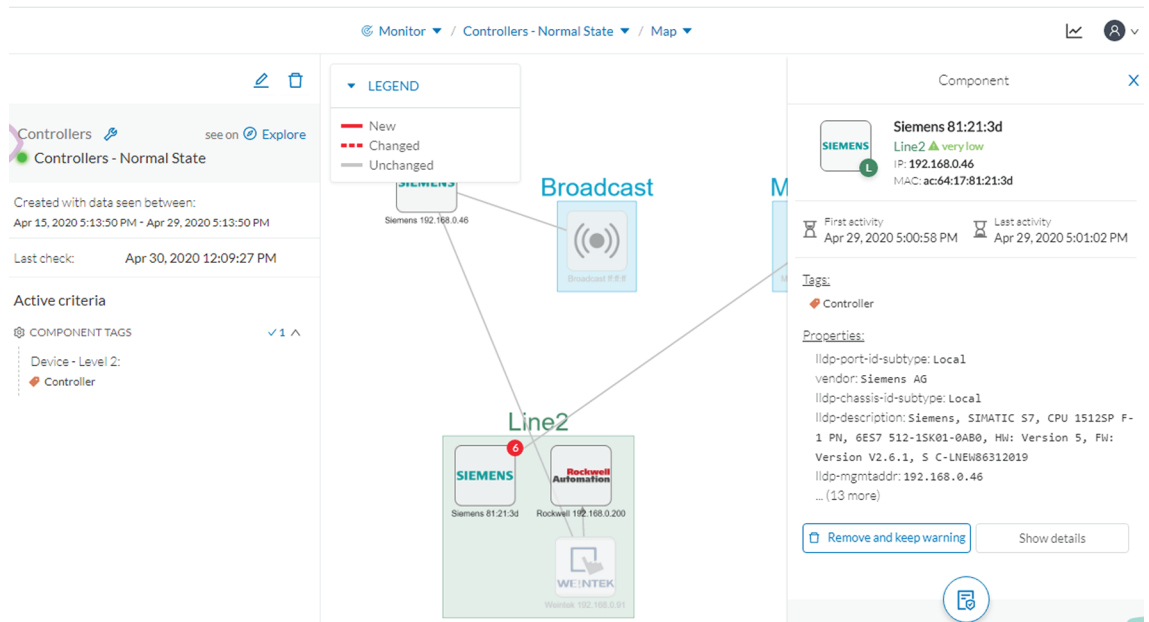 Monitor / Controllers - Normal State / Map
Controllers see on Explore
Controllers - Normal State
Created with data seen between:
Apr 15, 2020 5:13:50 PM - Apr 29, 2020 5:13:50 PM
Last check: Apr 30, 2020 12:09:27 PM
Active criteria
COMPONENT TAGS 1
Device - Level 2:
Controller
LEGEND
New
Changed
Unchanged
SIEMENS
Siemens 192.168.0.46
Broadcast
Broadcast ff:ff:ff
M
M
Line2
6
SIEMENS
Siemens 81:21:3d
Rockwell
Automation
Rockwell 192.168.0.200
WEINTEK
Weintek 192.168.0.91
Component
SIEMENS
L
Siemens 81:21:3d
Line2 very low
IP: 192.168.0.46
MAC: ac:64:17:81:21:3d
First activity
Apr 29, 2020 5:00:58 PM
Last activity
Apr 29, 2020 5:01:02 PM
Tags:
Controller
Properties:
lldp-port-id-subtype: Local
vendor: Siemens AG
lldp-chassis-id-subtype: Local
lldp-description: Siemens, SIMATIC S7, CPU 1512SP F-
1 PN, 6ES7 512-1SK01-0AB0, HW: Version 5, FW:
Version V2.6.1, S C-LNEW86312019
lldp-mgmtaddr: 192.168.0.46
... (13 more)
Remove and keep warning
Show details